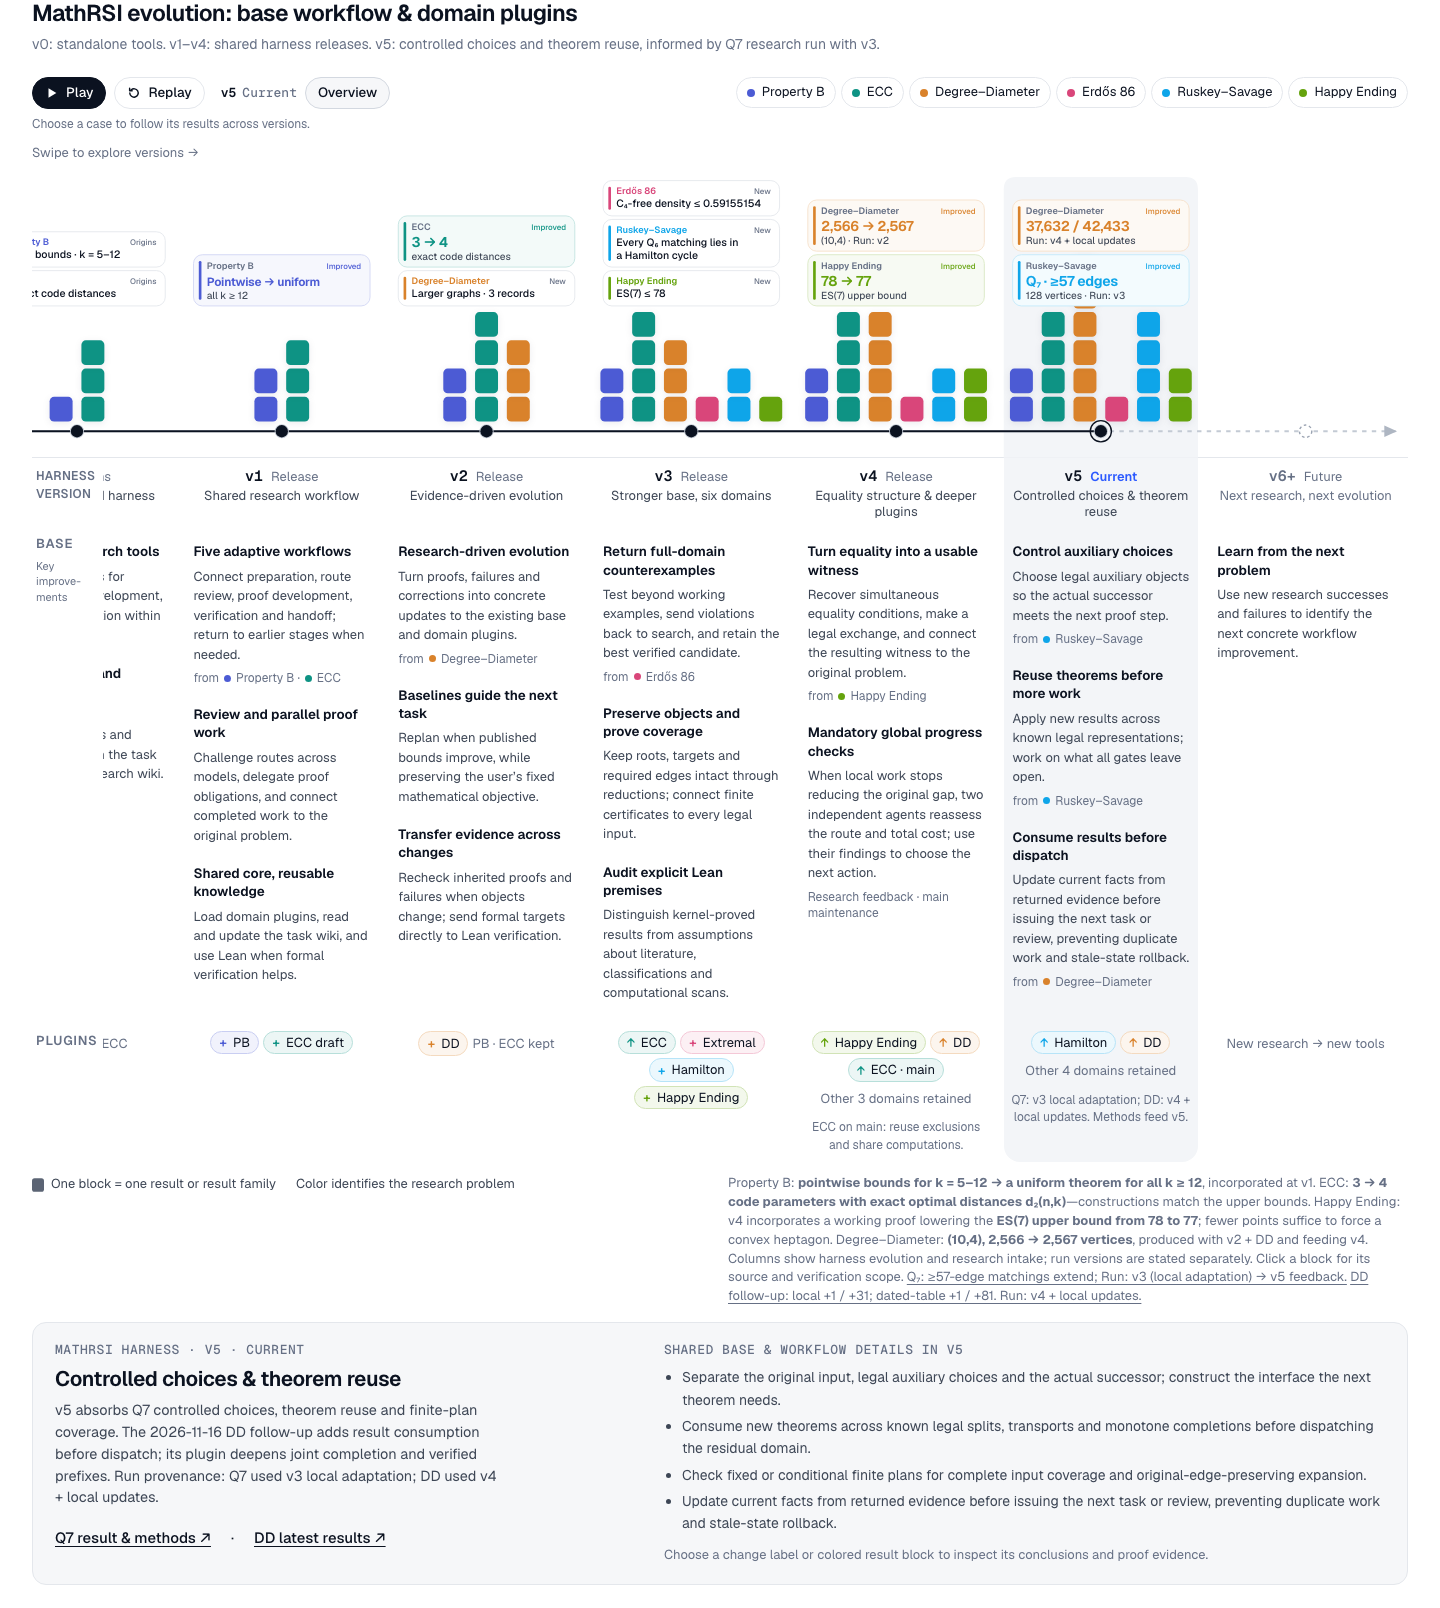 MathRSI evolution: base workflow & domain plugins
v0: standalone tools. v1–v4: shared harness releases. v5: controlled choices and theorem reuse, informed by Q7 research run with v3.
Play
Replay
v5 Current
Overview
Property B
ECC
Degree–Diameter
Erdős 86
Ruskey–Savage
Happy Ending
Choose a case to follow its results across versions.
Swipe to explore versions →
ty B Origins
bounds · k = 5–12
Origins
ct code distances
Property B Improved
Pointwise → uniform
all k ≥ 12
ECC Improved
3 → 4
exact code distances
Degree–Diameter New
Larger graphs · 3 records
Erdős 86 New
C₄-free density ≤ 0.59155154
Ruskey–Savage New
Every Q₆ matching lies in
a Hamilton cycle
Happy Ending New
ES(7) ≤ 78
Degree–Diameter Improved
2,566 → 2,567
(10,4) · Run: v2
Happy Ending Improved
78 → 77
ES(7) upper bound
Degree–Diameter Improved
37,632 / 42,433
Run: v4 + local updates
Ruskey–Savage Improved
Q₇ · ≥57 edges
128 vertices · Run: v3
HARNESS
VERSION
harness
v1 Release
Shared research workflow
v2 Release
Evidence-driven evolution
v3 Release
Stronger base, six domains
v4 Release
Equality structure & deeper
plugins
v5 Current
Controlled choices & theorem
reuse
v6+ Future
Next research, next evolution
BASE
Key
improve-
ments
rch tools
for
elopment,
ion within
and
s and
the task
earch wiki.
Five adaptive workflows
Connect preparation, route
review, proof development,
verification and handoff;
return to earlier stages when
needed.
from Property B · ECC
Review and parallel proof
work
Challenge routes across
models, delegate proof
obligations, and connect
completed work to the
original problem.
Shared core, reusable
knowledge
Load domain plugins, read
and update the task wiki, and
use Lean when formal
verification helps.
Research-driven evolution
Turn proofs, failures and
corrections into concrete
updates to the existing base
and domain plugins.
from Degree–Diameter
Baselines guide the next
task
Replan when published
bounds improve, while
preserving the user's fixed
mathematical objective.
Transfer evidence across
changes
Recheck inherited proofs and
failures when objects
change; send formal targets
directly to Lean verification.
Return full-domain
counterexamples
Test beyond working
examples, send violations
back to search, and retain the
best verified candidate.
from Erdős 86
Preserve objects and
prove coverage
Keep roots, targets and
required edges intact through
reductions; connect finite
certificates to every legal
input.
Audit explicit Lean
premises
Distinguish kernel-proved
results from assumptions
about literature,
classifications and
computational scans.
Turn equality into a usable
witness
Recover simultaneous
equality conditions, make a
legal exchange, and connect
the resulting witness to the
original problem.
from Happy Ending
Mandatory global progress
checks
When local work stops
reducing the original gap, two
independent agents reassess
the route and total cost; use
their findings to choose the
next action.
Research feedback · main
maintenance
Control auxiliary choices
Choose legal auxiliary objects
so the actual successor
meets the next proof step.
from Ruskey–Savage
Reuse theorems before
more work
Apply new results across
known legal representations;
work on what all gates leave
open.
from Ruskey–Savage
Consume results before
dispatch
Update current facts from
returned evidence before
issuing the next task or
review, preventing duplicate
work and stale-state rollback.
from Degree–Diameter
Learn from the next
problem
Use new research successes
and failures to identify the
next concrete workflow
improvement.
PLUGINS
ECC
+ PB
+ ECC draft
+ DD PB · ECC kept
↑ ECC
+ Extremal
+ Hamilton
+ Happy Ending
↑ Happy Ending
↑ DD
↑ ECC · main
Other 3 domains retained
ECC on main: reuse exclusions
and share computations.
↑ Hamilton
↑ DD
Other 4 domains retained
Q7: v3 local adaptation; DD: v4 +
local updates. Methods feed v5.
New research → new tools
One block = one result or result family
Color identifies the research problem
Property B: pointwise bounds for k = 5–12 → a uniform theorem for all k ≥ 12, incorporated at v1. ECC: 3 → 4
code parameters with exact optimal distances d₂(n,k)—constructions match the upper bounds. Happy Ending:
v4 incorporates a working proof lowering the ES(7) upper bound from 78 to 77; fewer points suffice to force a
convex heptagon. Degree–Diameter: (10,4), 2,566 → 2,567 vertices, produced with v2 + DD and feeding v4.
Columns show harness evolution and research intake; run versions are stated separately. Click a block for its
source and verification scope. Q₇: ≥57-edge matchings extend; Run: v3 (local adaptation) → v5 feedback. DD
follow-up: local +1 / +31; dated-table +1 / +81. Run: v4 + local updates.
MATHRSI HARNESS · V5 · CURRENT
Controlled choices & theorem reuse
v5 absorbs Q7 controlled choices, theorem reuse and finite-plan
coverage. The 2026-11-16 DD follow-up adds result consumption
before dispatch; its plugin deepens joint completion and verified
prefixes. Run provenance: Q7 used v3 local adaptation; DD used v4
+ local updates.
Q7 result & methods ↗ · DD latest results ↗
SHARED BASE & WORKFLOW DETAILS IN V5
• Separate the original input, legal auxiliary choices and the actual successor; construct the interface the next
theorem needs.
• Consume new theorems across known legal splits, transports and monotone completions before dispatching
the residual domain.
• Check fixed or conditional finite plans for complete input coverage and original-edge-preserving expansion.
• Update current facts from returned evidence before issuing the next task or review, preventing duplicate work
and stale-state rollback.
Choose a change label or colored result block to inspect its conclusions and proof evidence.